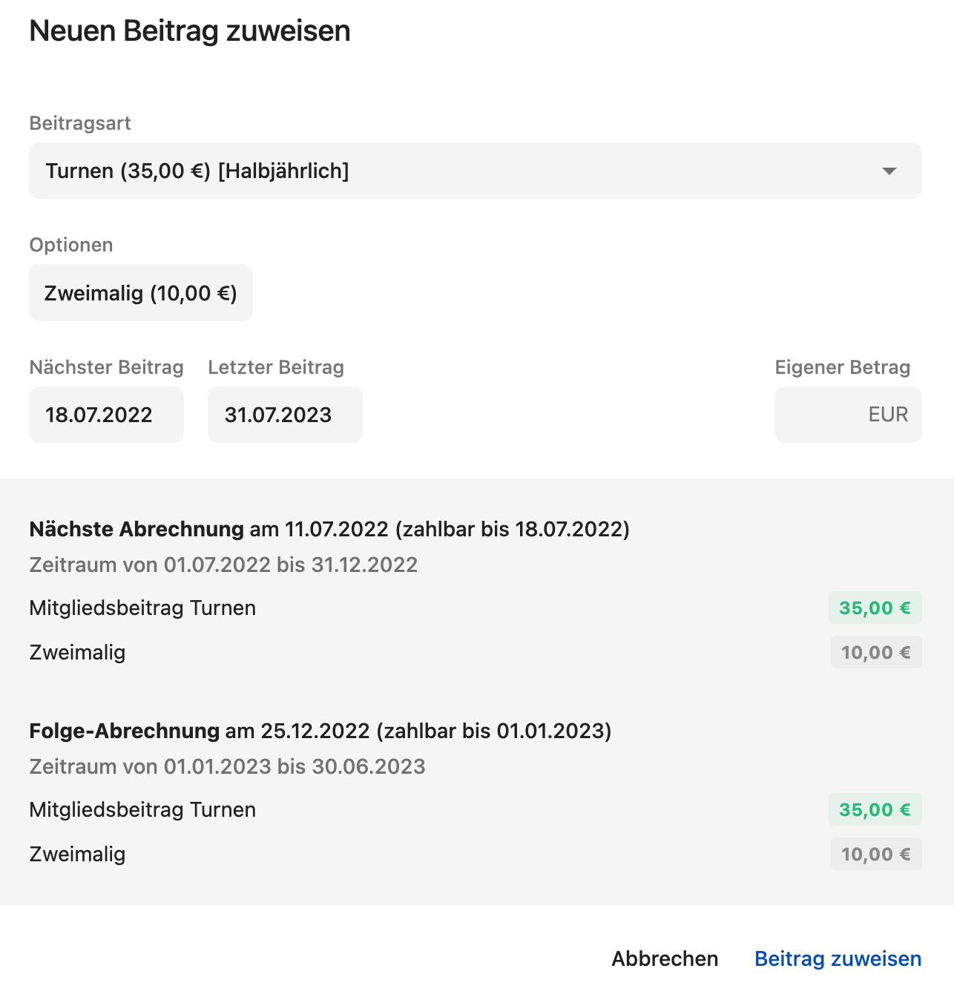 Neuen Beitrag zuweisen
Beitragsart
Turnen (35,00 €) [Halbjährlich]
Optionen
Zweimalig (10,00 €)
Nächster Beitrag Letzter Beitrag Eigener Betrag
18.07.2022 31.07.2023 EUR
Nächste Abrechnung am 11.07.2022 (zahlbar bis 18.07.2022)
Zeitraum von 01.07.2022 bis 31.12.2022
Mitgliedsbeitrag Turnen 35,00 €
Zweimalig 10,00 €
Folge-Abrechnung am 25.12.2022 (zahlbar bis 01.01.2023)
Zeitraum von 01.01.2023 bis 30.06.2023
Mitgliedsbeitrag Turnen 35,00 €
Zweimalig 10,00 €
Abbrechen Beitrag zuweisen